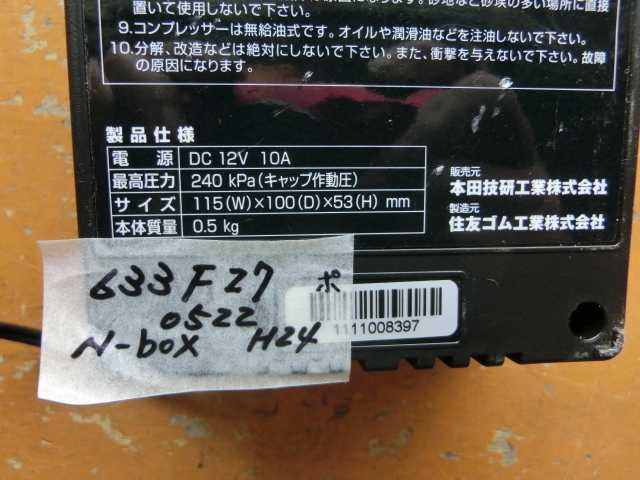 置して使用しないで下さい。
9.コンプレッサーは無給油式です。オイルや潤滑油などを注油しないで下さい。
10.分解、改造などは絶対にしないで下さい。また、衝撃を与えないで下さい。故障
の原因になります。
製品仕様
電源 DC 12V 10A
最高圧力 240 kPa(キャップ作動圧)
サイズ 115(W)×100(D)×53(H) mm
本体質量 0.5 kg
販売元
本田技研工業株式会社
製造元
住友ゴム工業株式会社
633 F27 ポ
0522
N-box H24
1111008397